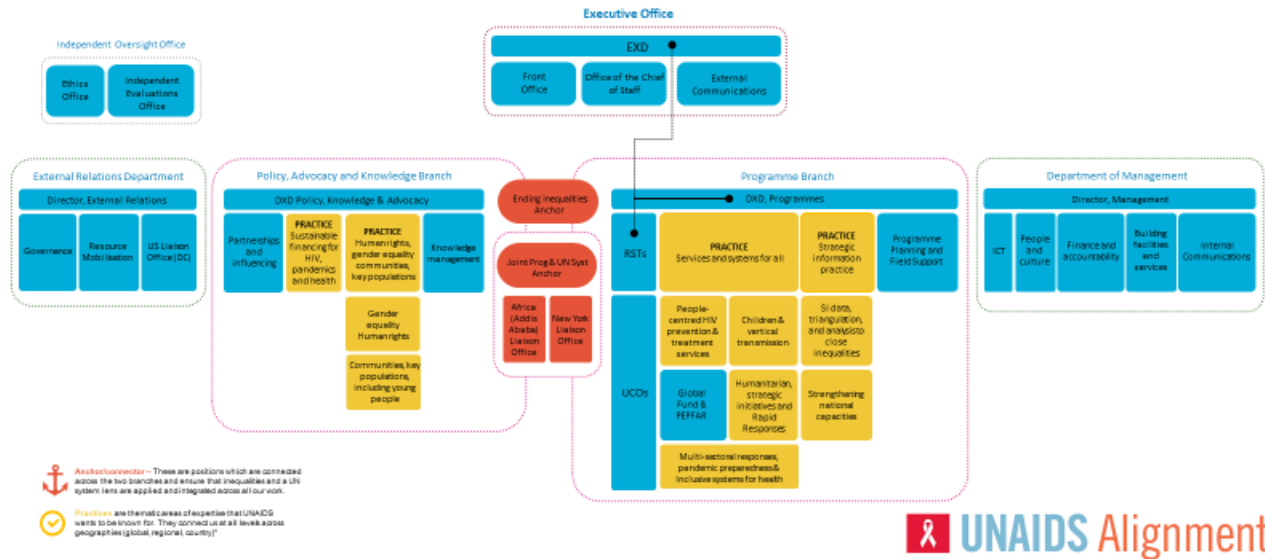 Executive Office
EXD
Front
Office
Office of the Chief
of Staff
External
Communications
Independent Oversight Office
Ethics
Office
Independent
Evaluations
Office
External Relations Department
Director, External Relations
Governance
Resource
Mobilisation
US Liaison
Office (DC)
Policy, Advocacy and Knowledge Branch
DXD Policy, Knowledge & Advocacy
Partnerships
and
influencing
PRACTICE
Sustainable
financing for
HIV,
pandemics
and health
PRACTICE
Human rights,
gender equality
communities,
key populations
Knowledge
management
Gender
equality
Human rights
Communities, key
populations,
including young
people
Ending inequalities
Anchor
Joint Prog & UN Syst
Anchor
Africa
(Addis
Ababa)
Liaison
Office
New York
Liaison
Office
Programme Branch
DXD, Programmes
RSTs
PRACTICE
Services and systems for all
PRACTICE
Strategic
information
practice
Programme
Planning and
Field Support
UCOs
People-
centred HIV
prevention &
treatment
services
Children &
vertical
transmission
SI data,
triangulation,
and analysis to
close
inequalities
Global
Fund &
PEPFAR
Humanitarian,
strategic
initiatives and
Rapid
Responses
Strengthening
national
capacities
Multi-sectoral responses,
pandemic preparedness &
Inclusive systems for health
Department of Management
Director, Management
ICT
People
and
culture
Finance and
accountability
Building
facilities
and
services
Internal
Communications
Anchor/connector – These are positions which are connected
across the two branches and ensure that inequalities and a UN
system lens are applied and integrated across all our work.
Practices are thematic areas of expertise that UNAIDS
wants to be known for. They connect us at all levels across
geographies (global, regional, country)"
UNAIDS Alignment